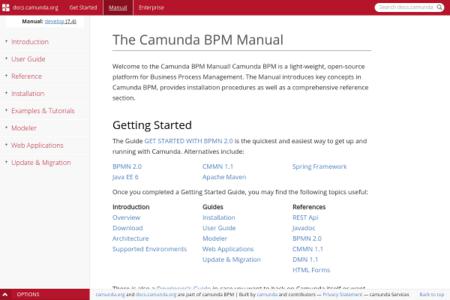 docs.camunda.org Get Started Manual Enterprise Search docs.camunda
Manual: develop (7.4)
Introduction
User Guide
Reference
Installation
Examples & Tutorials
Modeler
Web Applications
Update & Migration
The Camunda BPM Manual
Welcome to the Camunda BPM Manual! Camunda BPM is a light-weight, open-source
platform for Business Process Management. The Manual introduces key concepts in
Camunda BPM, provides installation procedures as well as a comprehensive reference
section.
Getting Started
The Guide GET STARTED WITH BPMN 2.0 is the quickest and easiest way to get up and
running with Camunda. Alternatives include:
BPMN 2.0 CMMN 1.1 Spring Framework
Java EE 6 Apache Maven
Once you completed a Getting Started Guide, you may find the following topics useful:
Introduction Guides References
Overview Installation REST Api
Download User Guide Javadoc
Architecture Modeler BPMN 2.0
Supported Environments Web Applications CMMN 1.1
Update & Migration DMN 1.1
HTML Forms
There is also a Developer's Guide in case you want to hack on Camunda itself or want
OPTIONS camunda.org and docs.camunda.org are part of camunda BPM | Built by camunda and contributors — Privacy Statement — camunda Services Back to top